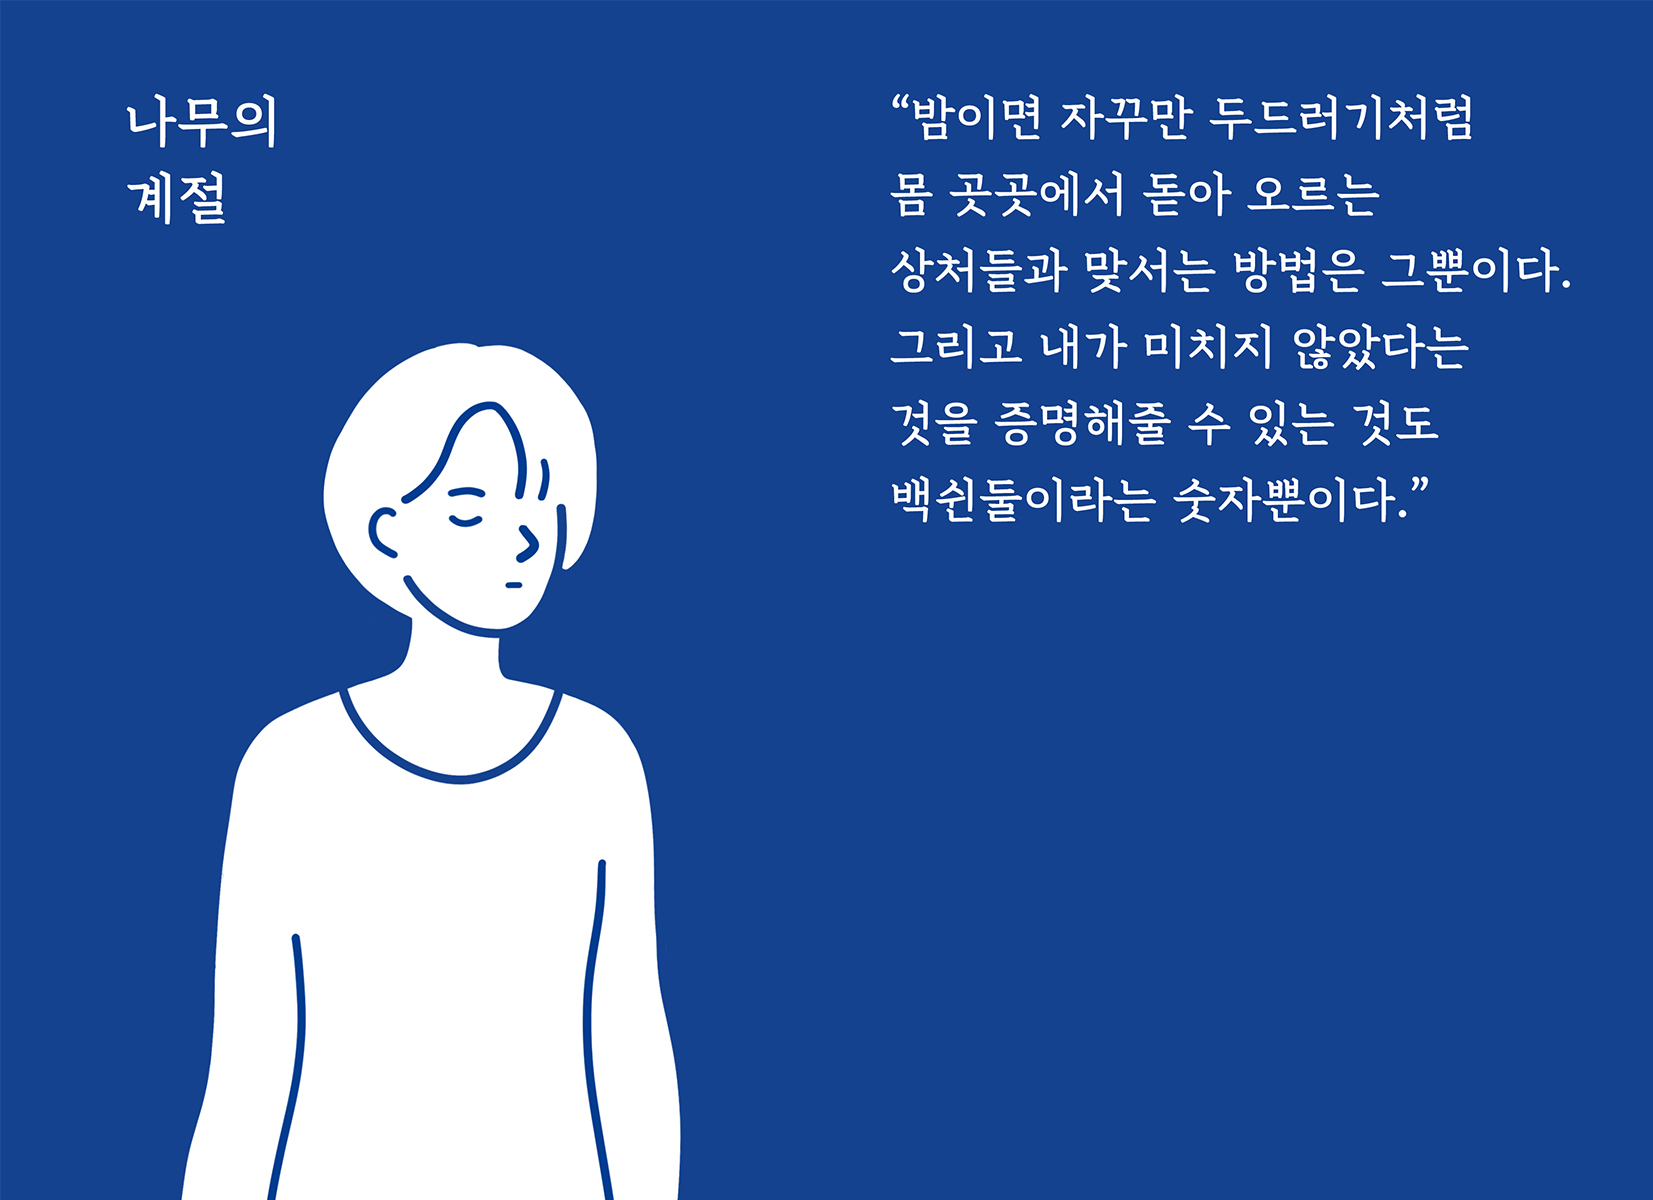 나무의
계절
“밤이면 자꾸만 두드러기처럼
몸 곳곳에서 돋아 오르는
상처들과 맞서는 방법은 그뿐이다.
그리고 내가 미치지 않았다는
것을 증명해줄 수 있는 것도
백쉰둘이라는 숫자뿐이다.”